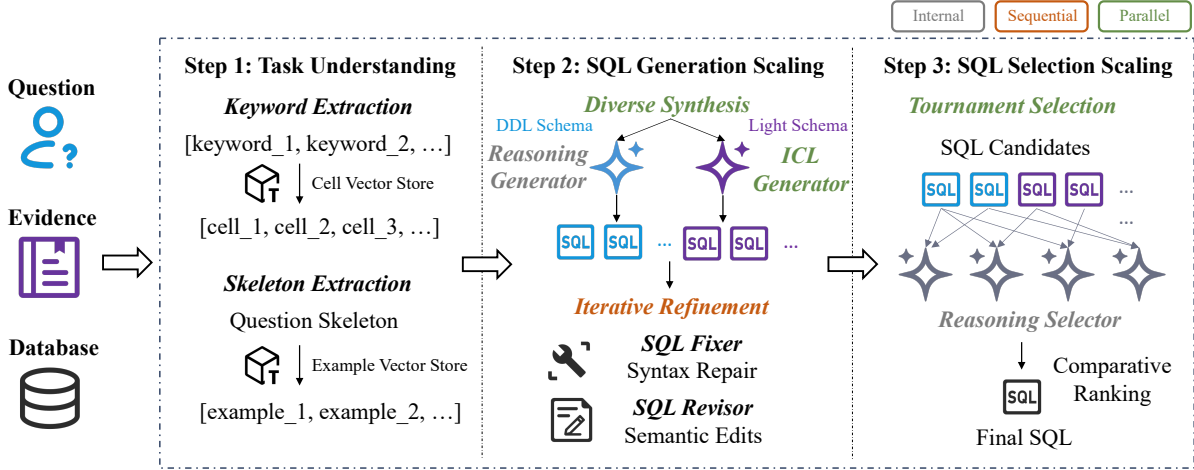 Internal
Sequential
Parallel
Question
Evidence
Database
Step 1: Task Understanding
Keyword Extraction
[keyword_1, keyword_2, …]
T
Cell Vector Store
[cell_1, cell_2, cell_3, …]
Skeleton Extraction
Question Skeleton
T
Example Vector Store
[example_1, example_2, …]
Step 2: SQL Generation Scaling
Diverse Synthesis
DDL Schema
Light Schema
Reasoning
Generator
ICL
Generator
SQL SQL … SQL SQL …
Iterative Refinement
SQL Fixer
Syntax Repair
SQL Revisor
Semantic Edits
Step 3: SQL Selection Scaling
Tournament Selection
SQL Candidates
SQL SQL SQL SQL …
…
Reasoning Selector
Comparative
Ranking
SQL
Final SQL